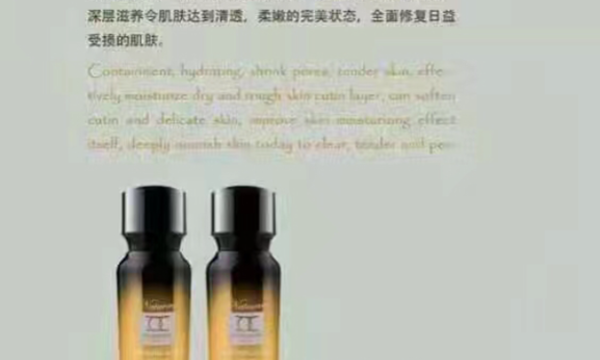 深层滋养令肌肤达到清透，柔嫩的完美状态，全面修复日益
受损的肌肤。
Containment, hydrating, shrink pores, tender skin, effec-
tively moisturize dry and rough skin cutin layer, can soften
cutin and delicate skin, improve skin moisturizing effect
itself, deeply nourish skin today to clear, tender and per-